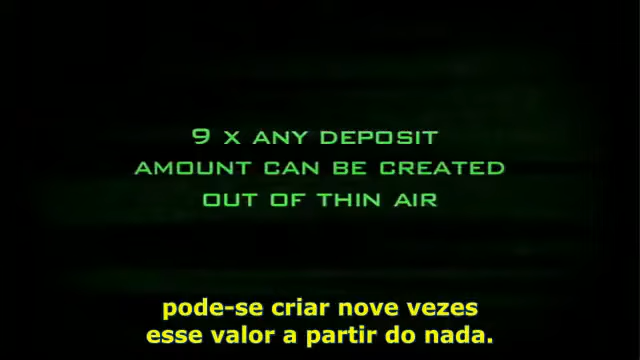 9 X ANY DEPOSIT
AMOUNT CAN BE CREATED
OUT OF THIN AIR
pode-se criar nove vezes
esse valor a partir do nada.